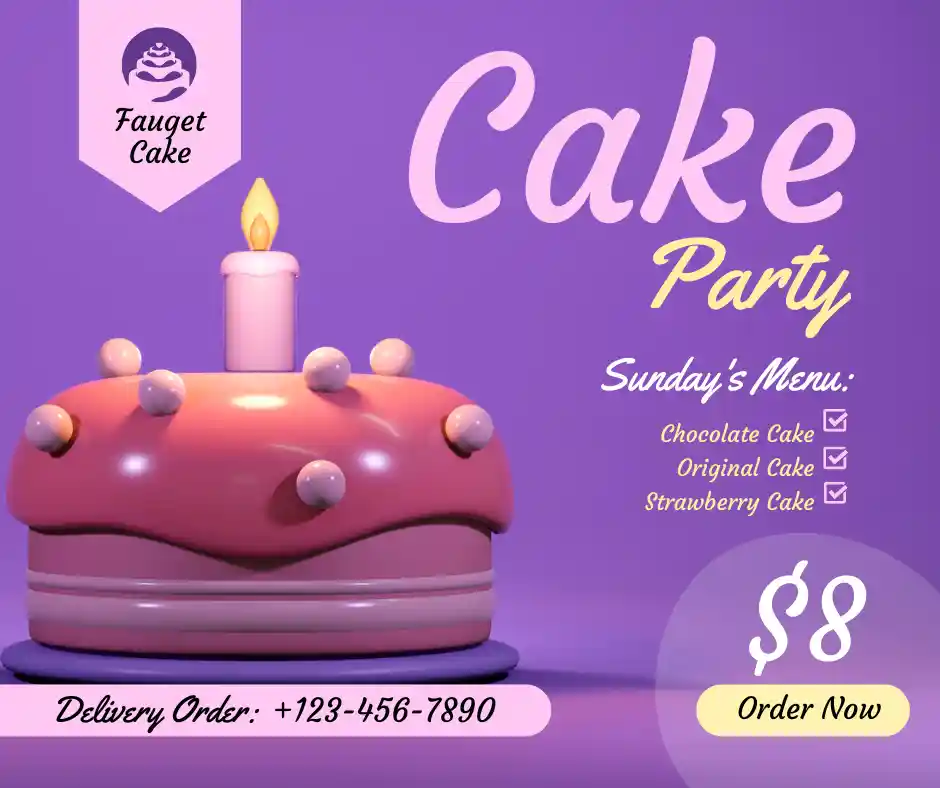 Fauget
Cake
Cake
Party
Sunday's Menu:
Chocolate Cake
Original Cake
Strawberry Cake
$8
Order Now
Delivery Order: +123-456-7890